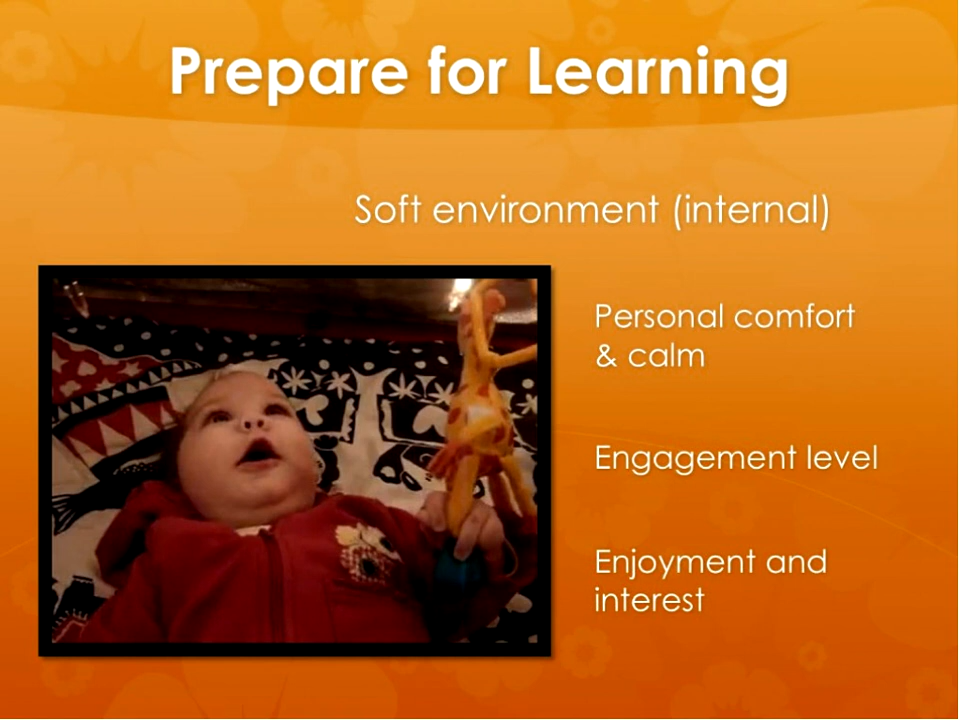 Prepare for Learning
Soft environment (internal)
Personal comfort
& calm
Engagement level
Enjoyment and
interest